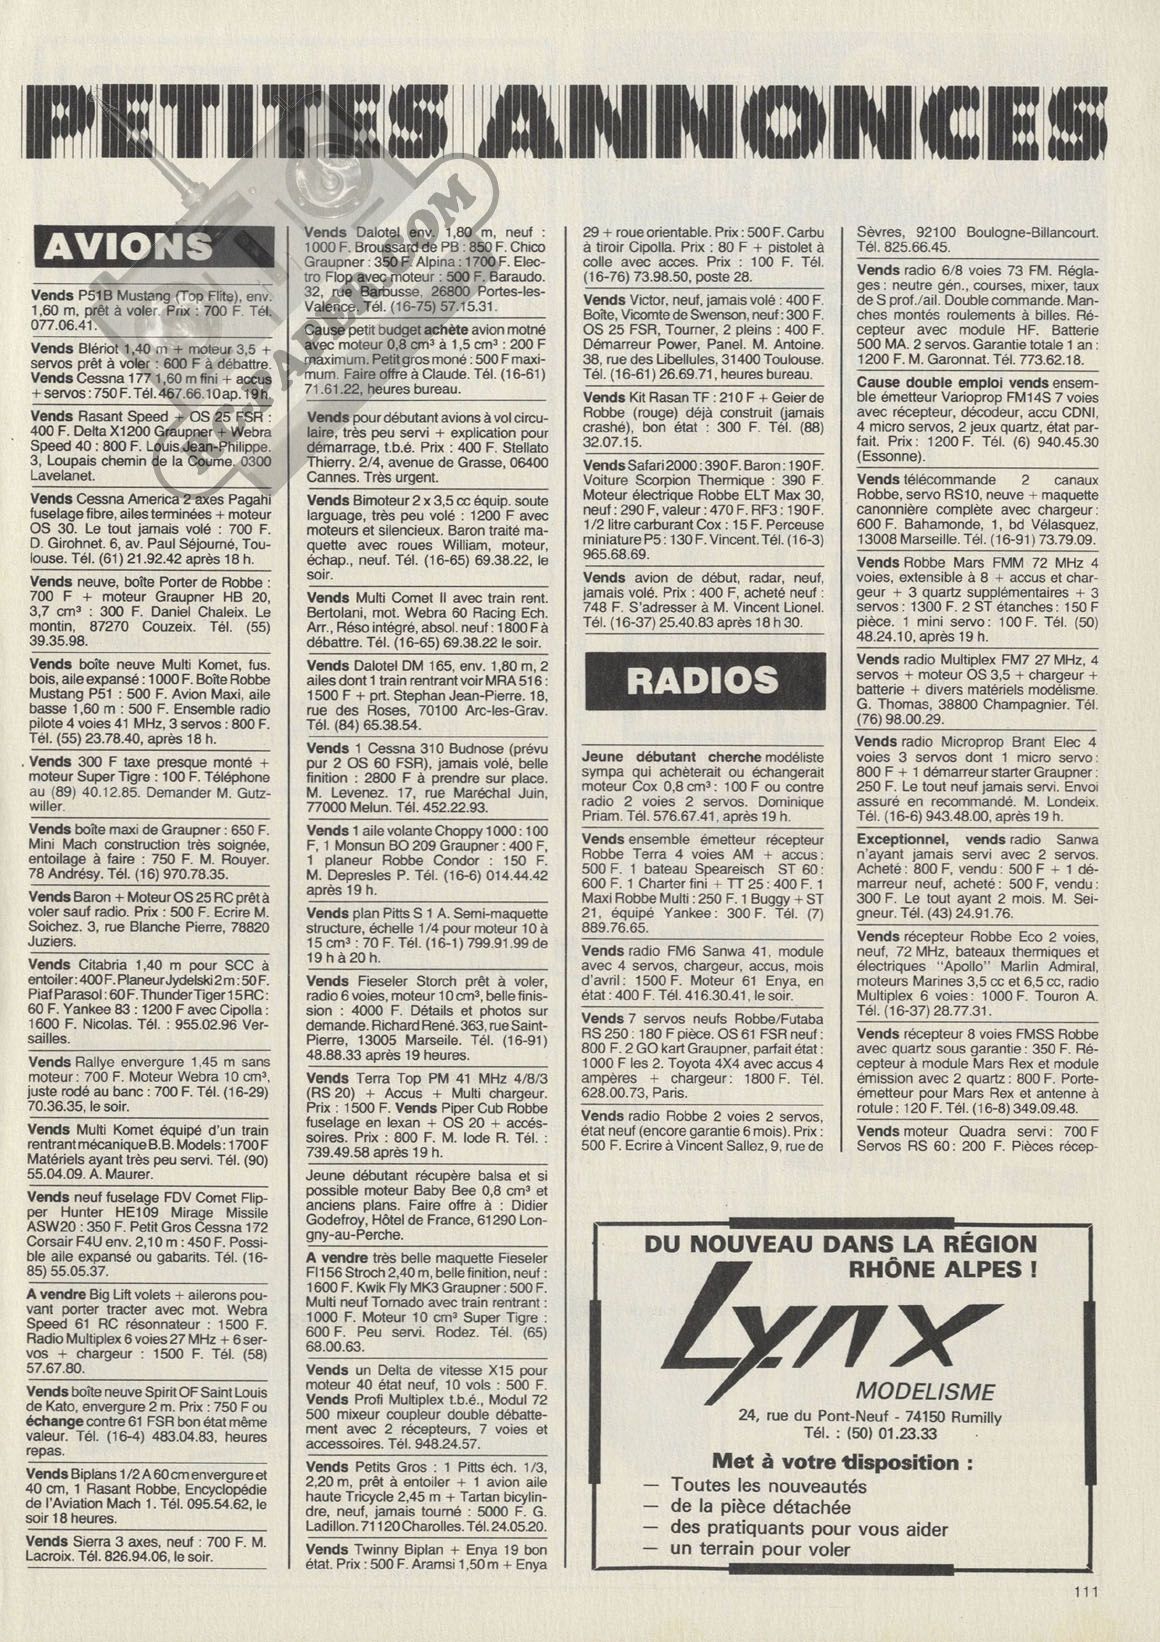 PETITES ANNONCES
AVIONS
Vends P51B Mustang (Top Flite), env.
1,60 m, prêt à voler. Prix : 700 F. Tél.
077.06.41.
Vends Blériot 1,40 m + moteur 3,5 +
servos prêt à voler : 600 F à débattre.
Vends Cessna 177 1,60 m fini + accus
+ servos : 750 F. Tél. 467.66.10 ap. 19 h.
Vends Rasant Speed + OS 25 FSR :
400 F. Delta X1200 Graupner + Webra
Speed 40 : 800 F. Louis Jean-Philippe.
3, Loupais chemin de la Coume. 0300
Lavelanet.
Vends Cessna America 2 axes Pagahi
fuselage fibre, ailes terminées + moteur
OS 30. Le tout jamais volé : 700 F.
D. Girohnet. 6, av. Paul Séjourné, Tou-
louse. Tél. (61) 21.92.42 après 18 h.
Vends neuve, boîte Porter de Robbe :
700 F + moteur Graupner HB 20,
3,7 cm³ : 300 F. Daniel Chaleix. Le
montin, 87270 Couzeix. Tél. (55)
39.35.98.
Vends boîte neuve Multi Komet, fus.
bois, aile expansé : 1000 F. Boîte Robbe
Mustang P51 : 500 F. Avion Maxi, aile
basse 1,60 m : 500 F. Ensemble radio
pilote 4 voies 41 MHz, 3 servos : 800 F.
Tél. (55) 23.78.40, après 18 h.
Vends 300 F taxe presque monté +
moteur Super Tigre : 100 F. Téléphone
au (89) 40.12.85. Demander M. Gutz-
willer.
Vends boîte maxi de Graupner : 650 F.
Mini Mach construction très soignée,
entoilage à faire : 750 F. M. Rouyer.
78 Andrésy. Tél. (16) 970.78.35.
Vends Baron + Moteur OS 25 RC prêt à
voler sauf radio. Prix : 500 F. Ecrire M.
Soichez. 3, rue Blanche Pierre, 78820
Juziers.
Vends Citabria 1,40 m pour SCC à
entoiler : 400 F. Planeur Jydelski 2 m : 50 F.
Piaf Parasol : 60 F. Thunder Tiger 15 RC :
60 F. Yankee 83 : 1200 F avec Cipolla :
1600 F. Nicolas. Tél. : 955.02.96 Ver-
sailles.
Vends Rallye envergure 1,45 m sans
moteur : 700 F. Moteur Webra 10 cm³,
juste rodé au banc : 700 F. Tél. (16-29)
70.36.35, le soir.
Vends Multi Komet équipé d'un train
rentrant mécanique B.B. Models : 1700 F
Matériels ayant très peu servi. Tél. (90)
55.04.09. A. Maurer.
Vends neuf fuselage FDV Comet Flip-
per Hunter HE109 Mirage Missile
ASW20 : 350 F. Petit Gros Cessna 172
Corsair F4U env. 2,10 m : 450 F. Possi-
ble aile expansé ou gabarits. Tél. (16-
85) 55.05.37.
A vendre Big Lift volets + ailerons pou-
vant porter tracter avec mot. Webra
Speed 61 RC résonnateur : 1500 F.
Radio Multiplex 6 voies 27 MHz + 6 ser-
vos + chargeur : 1500 F. Tél. (58)
57.67.80.
Vends boîte neuve Spirit OF Saint Louis
de Kato, envergure 2 m. Prix : 750 F ou
échange contre 61 FSR bon état même
valeur. Tél. (16-4) 483.04.83, heures
repas.
Vends Biplans 1/2 A 60 cm envergure et
40 cm, 1 Rasant Robbe, Encyclopédie
de l'Aviation Mach 1. Tél. 095.54.62, le
soir 18 heures.
Vends Sierra 3 axes, neuf : 700 F. M.
Lacroix. Tél. 826.94.06, le soir.
Vends Dalotel env. 1,80 m, neuf :
1000 F. Broussard de PB : 850 F. Chico
Graupner : 350 F. Alpina : 1700 F. Elec-
tro Flop avec moteur : 500 F, Baraudo.
32, rue Barbusse, 26800 Portes-les-
Valence. Tél. (16-75) 57.15.31.
Cause petit budget achète avion motné
avec moteur 0,8 cm³ à 1,5 cm³ : 200 F
maximum. Petit gros moné : 500 F maxi-
mum. Faire offre à Claude. Tél. (16-61)
71.61.22, heures bureau.
Vends pour débutant avions à vol circu-
laire, très peu servi + explication pour
démarrage, t.b.é. Prix : 400 F. Stellato
Thierry. 2/4, avenue de Grasse, 06400
Cannes. Très urgent.
Vends Bimoteur 2 x 3,5 cc équip. soute
larguage, très peu volé : 1200 F avec
moteurs et silencieux. Baron traité ma-
quette avec roues William, moteur,
échap., neuf. Tél. (16-65) 69.38.22, le
soir.
Vends Multi Comet II avec train rent.
Bertolani, mot. Webra 60 Racing Ech.
Arr., Réso intégré, absol. neuf : 1800 F à
débattre. Tél. (16-65) 69.38.22 le soir.
Vends Dalotel DM 165, env. 1,80 m, 2
ailes dont 1 train rentrant voir MRA 516 :
1500 F + prt. Stephan Jean-Pierre. 18,
rue des Roses, 70100 Arc-les-Grav.
Tél. (84) 65.38.54.
Vends 1 Cessna 310 Budnose (prévu
pur 2 OS 60 FSR), jamais volé, belle
finition : 2800 F à prendre sur place.
M. Levenez. 17, rue Maréchal Juin,
77000 Melun. Tél. 452.22.93.
Vends 1 aile volante Choppy 1000 : 100
F, 1 Monsun BO 209 Graupner : 400 F,
1 planeur Robbe Condor : 150 F.
M. Depresles P. Tél. (16-6) 014.44.42
après 19 h.
Vends plan Pitts S 1 A. Semi-maquette
structure, échelle 1/4 pour moteur 10 à
15 cm³ : 70 F. Tél. (16-1) 799.91.99 de
19 h à 20 h.
Vends Fieseler Storch prêt à voler,
radio 6 voies, moteur 10 cm³, belle finis-
sion : 4000 F. Détails et photos sur
demande. Richard René. 363, rue Saint-
Pierre, 13005 Marseile. Tél. (16-91)
48.88.33 après 19 heures.
Vends Terra Top PM 41 MHz 4/8/3
(RS 20) + Accus + Multi chargeur.
Prix : 1500 F. Vends Piper Cub Robbe
fuselage en lexan + OS 20 + accés-
soires. Prix : 800 F. M. lode R. Tél. :
739.49.58 après 19 h.
Jeune débutant récupère balsa et si
possible moteur Baby Bee 0,8 cm³ et
anciens plans. Faire offre à : Didier
Godefroy, Hôtel de France, 61290 Lon-
gny-au-Perche.
A vendre très belle maquette Fieseler
FI156 Stroch 2,40 m, belle finition, neuf :
1600 F. Kwik Fly MK3 Graupner : 500 F.
Multi neuf Tornado avec train rentrant :
1000 F. Moteur 10 cm³ Super Tigre :
600 F. Peu servi. Rodez. Tél. (65)
68.00.63.
Vends un Delta de vitesse X15 pour
moteur 40 état neuf, 10 vols : 500 F.
Vends Profi Multiplex t.b.é., Modul 72
500 mixeur coupleur double débatte-
ment avec 2 récepteurs, 7 voies et
accessoires. Tél. 948.24.57.
Vends Petits Gros : 1 Pitts éch. 1/3,
2,20 m, prêt à entoiler + 1 avion aile
haute Tricycle 2,45 m + Tartan bicylin-
dre, neuf, jamais tourné : 5000 F. G.
Ladillon. 71120 Charolles. Tél. 24.05.20.
Vends Twinny Biplan + Enya 19 bon
état. Prix : 500 F. Aramsi 1,50 m + Enya
29 + roue orientable. Prix : 500 F. Carbu
à tiroir Cipolla. Prix : 80 F + pistolet à
colle avec acces. Prix : 100 F. Tél.
(16-76) 73.98.50, poste 28.
Vends Victor, neuf, jamais volé : 400 F.
Boîte, Vicomte de Swenson, neuf : 300 F.
OS 25 FSR, Tourner, 2 pleins : 400 F.
Démarreur Power, Panel. M. Antoine.
38, rue des Libellules, 31400 Toulouse.
Tél. (16-61) 26.69.71, heures bureau.
Vends Kit Rasan TF : 210 F + Geier de
Robbe (rouge) déjà construit (jamais
crashé), bon état : 300 F. Tél. (88)
32.07.15.
Vends Safari 2000 : 390 F. Baron : 190 F.
Voiture Scorpion Thermique : 390 F.
Moteur électrique Robbe ELT Max 30,
neuf : 290 F, valeur : 470 F. RF3 : 190 F.
1/2 litre carburant Cox : 15 F. Perceuse
miniature P5 : 130 F. Vincent. Tél. (16-3)
965.68.69.
Vends avion de début, radar, neuf,
jamais volé. Prix : 400 F, acheté neuf :
748 F. S'adresser à M. Vincent Lionel.
Tél. (16-37) 25.40.83 après 18 h 30.
RADIOS
Jeune débutant cherche modéliste
sympa qui achèterait ou échangerait
moteur Cox 0,8 cm³ : 100 F ou contre
radio 2 voies 2 servos. Dominique
Priam. Tél. 576.67.41, après 19 h.
Vends ensemble émetteur récepteur
Robbe Terra 4 voies AM + accus :
500 F. 1 bateau Speareisch ST 60 :
600 F. 1 Charter fini + TT 25 : 400 F. 1
Maxi Robbe Multi : 250 F. 1 Buggy + ST
21, équipé Yankee : 300 F. Tél. (7)
889.76.65.
Vends radio FM6 Sanwa 41, module
avec 4 servos, chargeur, accus, mois
d'avril : 1500 F. Moteur 61 Enya, en
état : 400 F. Tél. 416.30.41, le soir.
Vends 7 servos neufs Robbe/Futaba
RS 250 : 180 F pièce. OS 61 FSR neuf :
800 F. 2 GO kart Graupner, parfait état :
1000 F les 2. Toyota 4X4 avec accus 4
ampères + chargeur : 1800 F. Tél.
628.00.73, Paris.
Vends radio Robbe 2 voies 2 servos,
état neuf (encore garantie 6 mois). Prix :
500 F. Ecrire à Vincent Sallez, 9, rue de
Sèvres, 92100 Boulogne-Billancourt.
Tél. 825.66.45.
Vends radio 6/8 voies 73 FM. Régla-
ges : neutre gén., courses, mixer, taux
de S prof./ail. Double commande. Man-
ches montés roulements à billes. Ré-
cepteur avec module HF. Batterie
500 MA. 2 servos. Garantie totale 1 an :
1200 F. M. Garonnat. Tél. 773.62.18.
Cause double emploi vends ensem-
ble émetteur Varioprop FM14S 7 voies
avec récepteur, décodeur, accu CDNI,
4 micro servos, 2 jeux quartz, état par-
fait. Prix : 1200 F. Tél. (6) 940.45.30
(Essonne).
Vends télécommande 2 canaux
Robbe, servo RS10, neuve + maquette
canonnière complète avec chargeur :
600 F. Bahamonde, 1, bd Vélasquez,
13008 Marseille. Tél. (16-91) 73.79.09.
Vends Robbe Mars FMM 72 MHz 4
voies, extensible à 8 + accus et char-
geur + 3 quartz supplémentaires + 3
servos : 1300 F. 2 ST étanches : 150 F
pièce. 1 mini servo : 100 F. Tél. (50)
48.24.10, après 19 h.
Vends radio Multiplex FM7 27 MHz, 4
servos + moteur OS 3,5 + chargeur +
batterie + divers matériels modélisme.
G. Thomas, 38800 Champagnier. Tél.
(76) 98.00.29.
Vends radio Microprop Brant Elec 4
voies 3 servos dont 1 micro servo :
800 F + 1 démarreur starter Graupner :
250 F. Le tout neuf jamais servi. Envoi
assuré en recommandé. M. Londeix.
Tél. (16-6) 943.48.00, après 19 h.
Exceptionnel, vends radio Sanwa
n'ayant jamais servi avec 2 servos.
Acheté : 800 F, vendu : 500 F + 1 dé-
marreur neuf, acheté : 500 F, vendu :
300 F. Le tout ayant 2 mois. M. Sei-
gneur. Tél. (43) 24.91.76.
Vends récepteur Robbe Eco 2 voies,
neuf, 72 MHz, bateaux thermiques et
électriques "Apollo" Marlin Admiral,
moteurs Marines 3,5 cc et 6,5 cc, radio
Multiplex 6 voies : 1000 F. Touron A.
Tél. (16-37) 28.77.31.
Vends récepteur 8 voies FMSS Robbe
avec quartz sous garantie : 350 F. Ré-
cepteur à module Mars Rex et module
émission avec 2 quartz : 800 F. Porte-
émetteur pour Mars Rex et antenne à
rotule : 120 F. Tél. (16-8) 349.09.48.
Vends moteur Quadra servi : 700 F
Servos RS 60 : 200 F. Pièces récep-
DU NOUVEAU DANS LA RÉGION
RHÔNE ALPES !
Lynx
MODELISME
24, rue du Pont-Neuf - 74150 Rumilly
Tél. : (50) 01.23.33
Met à votre disposition :
— Toutes les nouveautés
— de la pièce détachée
— des pratiquants pour vous aider
— un terrain pour voler
111
RC-PAPER.COM